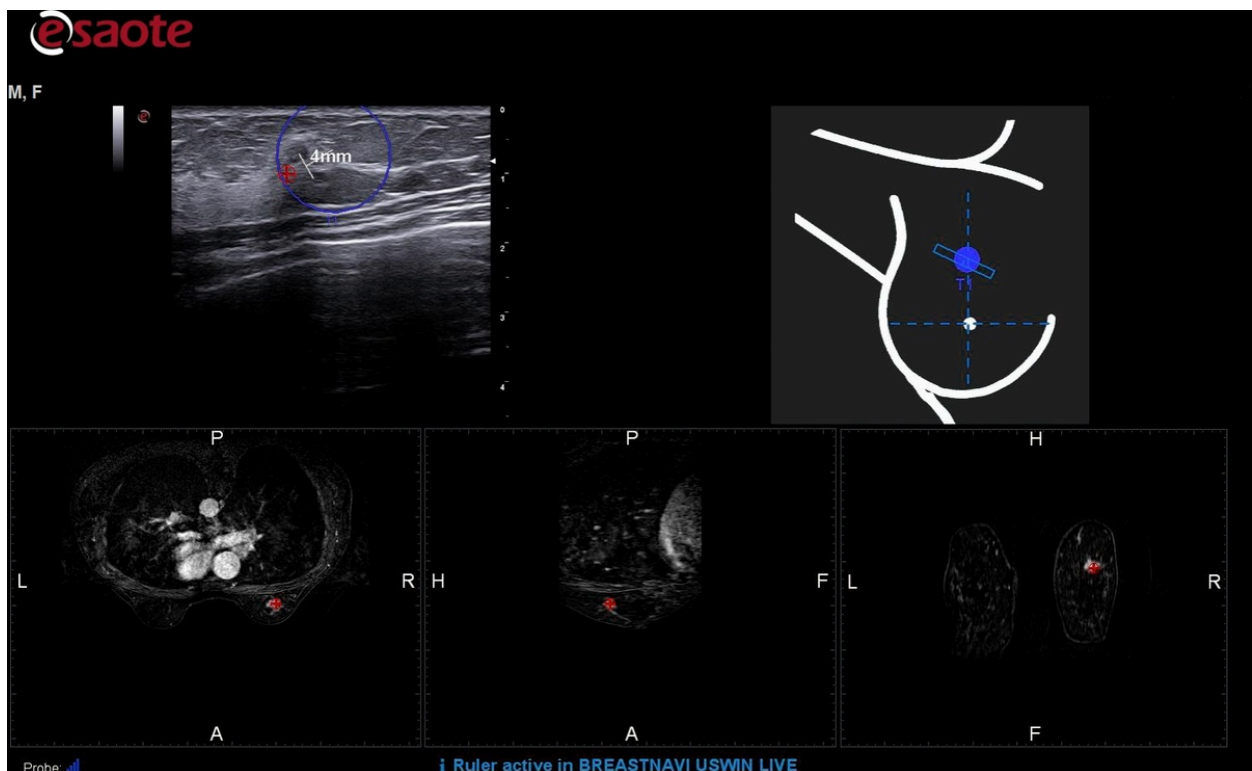 esaote
M, F
0
4mm
1
2
3
4
T1
P
L
R
A
P
H
F
A
H
L
R
F
Probe:
i Ruler active in BREASTNAVI USWIN LIVE